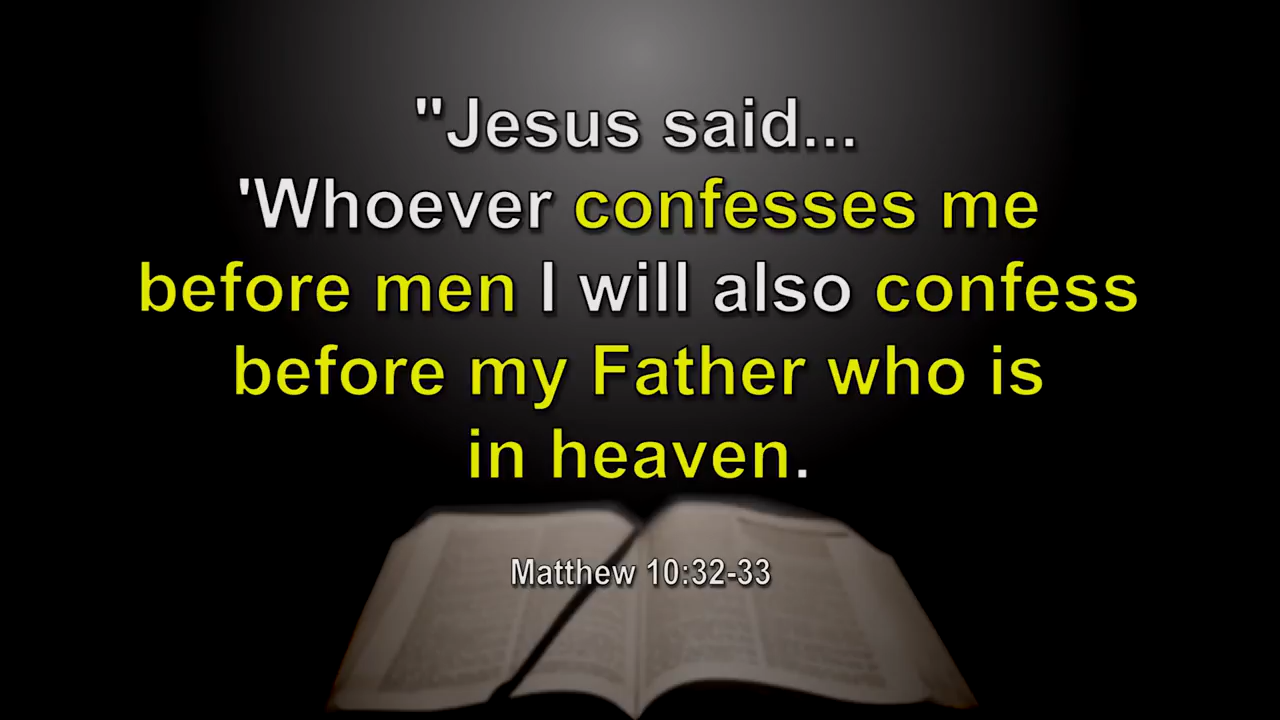 "Jesus said...
'Whoever confesses me
before men I will also confess
before my Father who is
in heaven.
Matthew 10:32-33